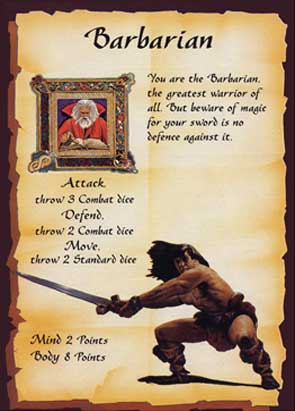 Barbarian
You are the Barbarian,
the greatest warrior of
all. But beware of magic
for your sword is no
defence against it.
Attack
throw 3 Combat dice
Defend
throw 2 Combat dice
Move
throw 2 Standard dice
Mind 2 Points
Body 8 Points